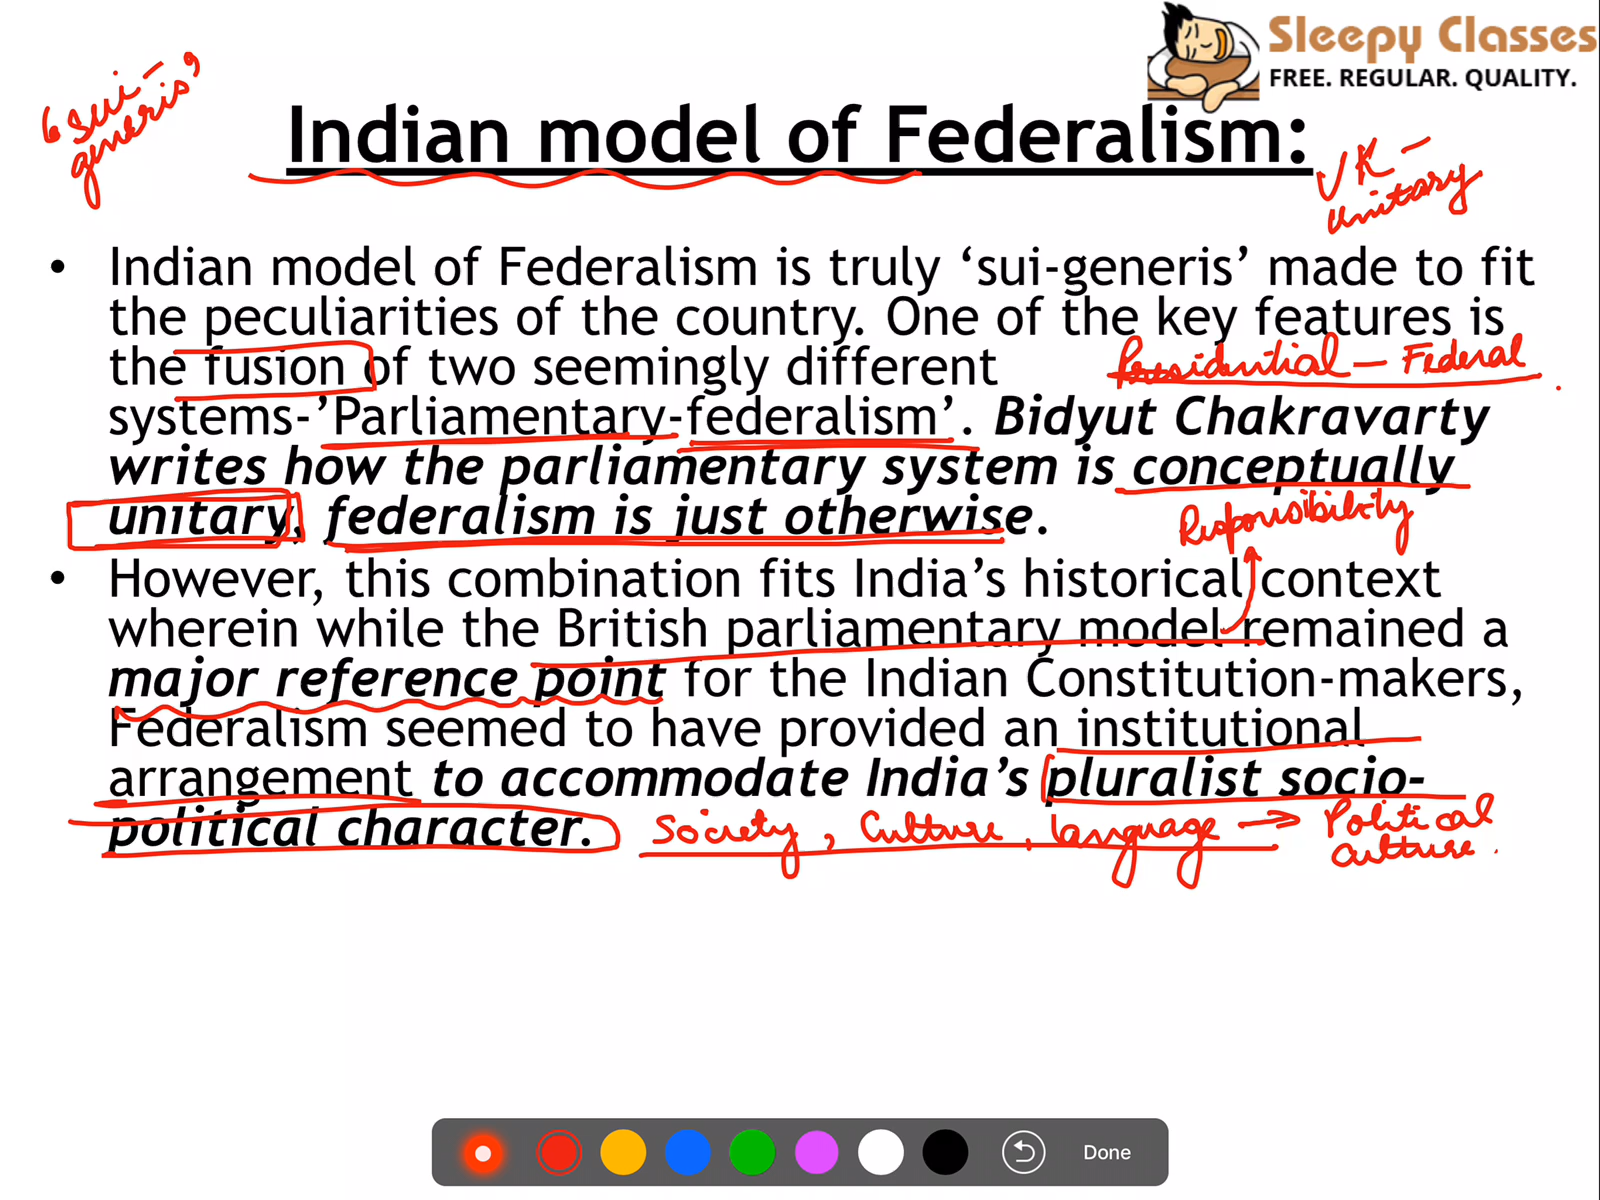 Sleepy Classes
FREE. REGULAR. QUALITY.
‘sui-
generis’
Indian model of Federalism:
UK -
unitary
• Indian model of Federalism is truly ‘sui-generis’ made to fit
the peculiarities of the country. One of the key features is
the fusion of two seemingly different
Presidential - Federal
systems-’Parliamentary-federalism’. Bidyut Chakravarty
writes how the parliamentary system is conceptually
unitary, federalism is just otherwise.
Responsibility
• However, this combination fits India’s historical context
wherein while the British parliamentary model remained a
major reference point for the Indian Constitution-makers,
Federalism seemed to have provided an institutional
arrangement to accommodate India’s pluralist socio-
political character.
Society, Culture, language → Political
culture.
Done